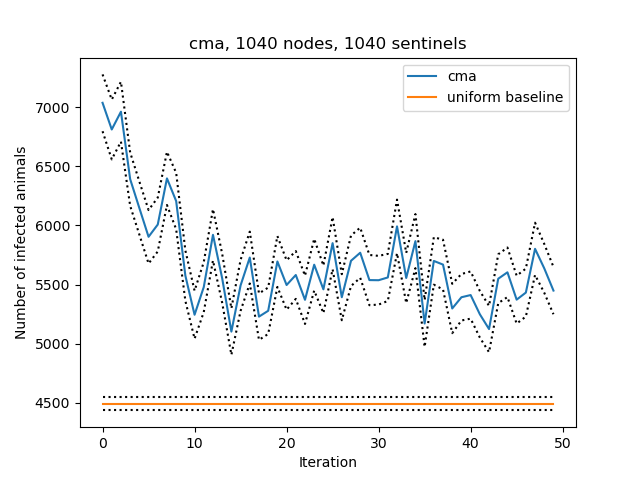 cma, 1040 nodes, 1040 sentinels
cma
uniform baseline
7000
6500
6000
5500
5000
4500
Number of infected animals
0 10 20 30 40 50
Iteration